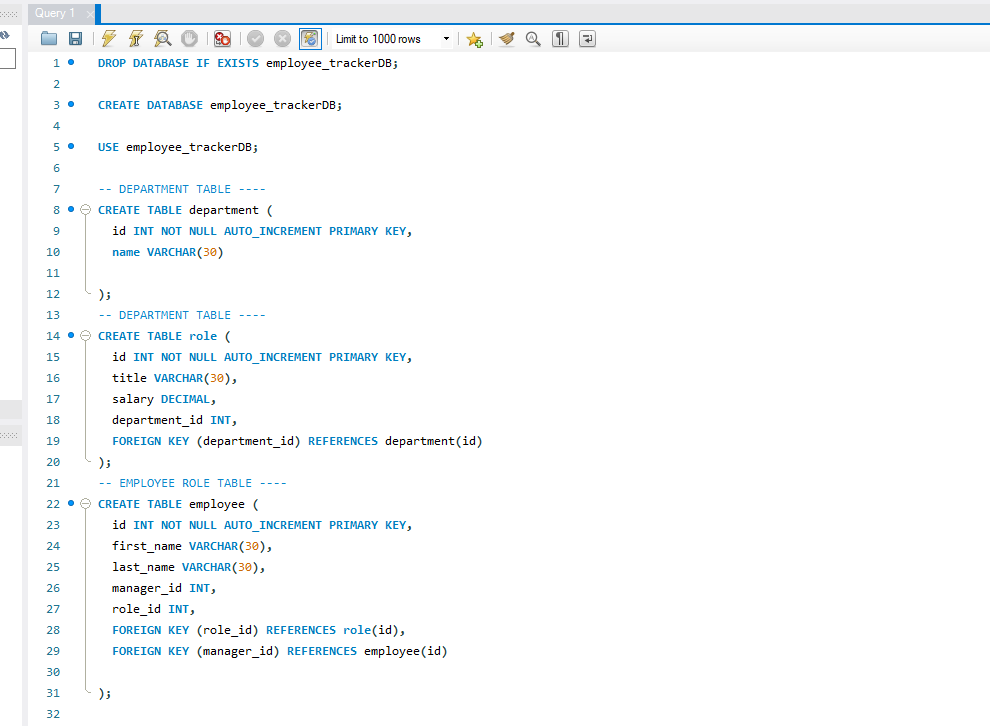 Query 1
Limit to 1000 rows
1 DROP DATABASE IF EXISTS employee_trackerDB;
2
3 CREATE DATABASE employee_trackerDB;
4
5 USE employee_trackerDB;
6
7 -- DEPARTMENT TABLE ----
8 CREATE TABLE department (
9 id INT NOT NULL AUTO_INCREMENT PRIMARY KEY,
10 name VARCHAR(30)
11
12 );
13 -- DEPARTMENT TABLE ----
14 CREATE TABLE role (
15 id INT NOT NULL AUTO_INCREMENT PRIMARY KEY,
16 title VARCHAR(30),
17 salary DECIMAL,
18 department_id INT,
19 FOREIGN KEY (department_id) REFERENCES department(id)
20 );
21 -- EMPLOYEE ROLE TABLE ----
22 CREATE TABLE employee (
23 id INT NOT NULL AUTO_INCREMENT PRIMARY KEY,
24 first_name VARCHAR(30),
25 last_name VARCHAR(30),
26 manager_id INT,
27 role_id INT,
28 FOREIGN KEY (role_id) REFERENCES role(id),
29 FOREIGN KEY (manager_id) REFERENCES employee(id)
30
31 );
32